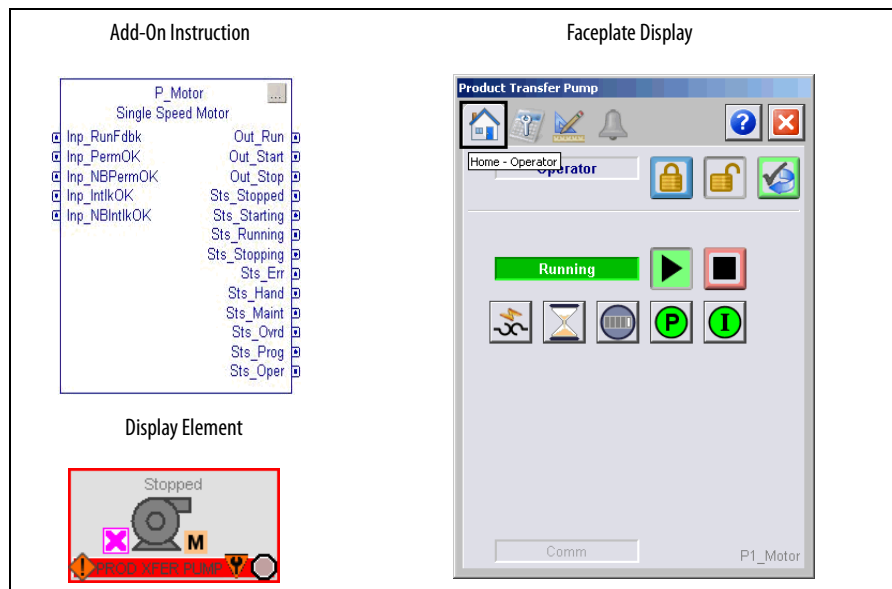 Add-On Instruction
P_Motor
...
Single Speed Motor
Inp_RunFdbk Out_Run
Inp_PermOK Out_Start
Inp_NBPermOK Out_Stop
Inp_IntlkOK Sts_Stopped
Inp_NBIntlkOK Sts_Starting
Sts_Running
Sts_Stopping
Sts_Err
Sts_Hand
Sts_Maint
Sts_Ovrd
Sts_Prog
Sts_Oper
Display Element
Stopped
M
PROD XFER PUMP
Faceplate Display
Product Transfer Pump
?
Home - Operator
Operator
Running
P
I
Comm
P1_Motor